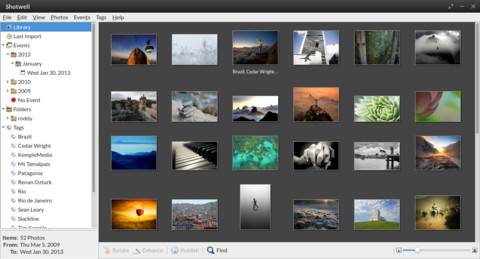 Shotwell
File Edit View Photos Events Tags Help
Library
Last Import
Events
2013
January
Wed Jan 30, 2013
2010
2009
No Event
Folders
roddy
Tags
Brazil
Cedar Wright
KempleMedia
Mt Tamalpais
Patagonia
Renan Ozturk
Rio
Rio de Janeiro
Sean Leary
Slackline
Brazil, Cedar Wright...
Items: 52 Photos
From: Thu Mar 5, 2009
To: Wed Jan 30, 2013
Rotate Enhance Publish Find